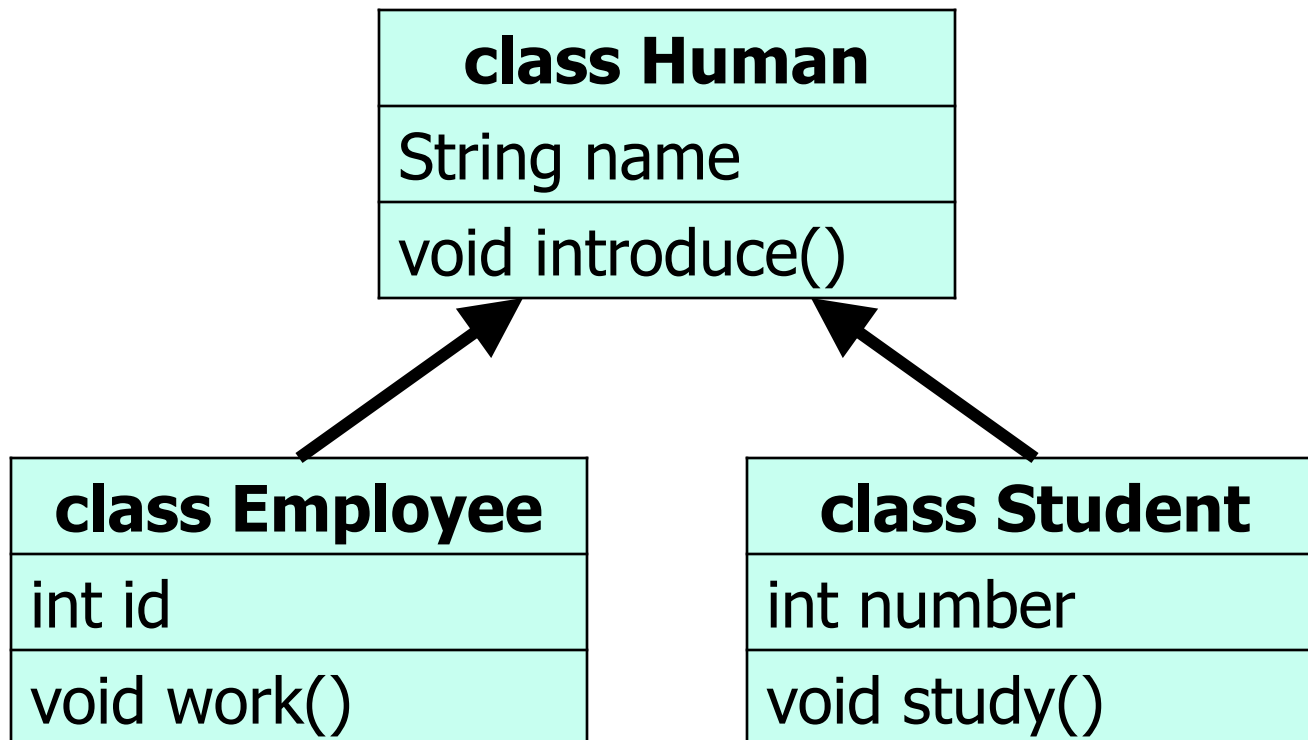 class Human
String name
void introduce()
class Employee
int id
void work()
class Student
int number
void study()